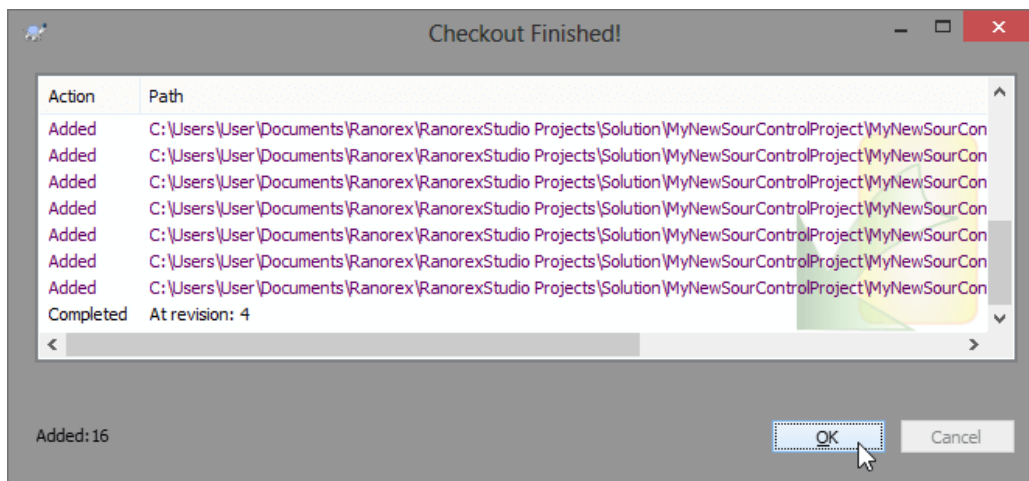 Checkout Finished!
Action Path
Added C:\Users\User\Documents\Ranorex\RanorexStudio Projects\Solution\MyNewSourControlProject\MyNewSourCon
Added C:\Users\User\Documents\Ranorex\RanorexStudio Projects\Solution\MyNewSourControlProject\MyNewSourCon
Added C:\Users\User\Documents\Ranorex\RanorexStudio Projects\Solution\MyNewSourControlProject\MyNewSourCon
Added C:\Users\User\Documents\Ranorex\RanorexStudio Projects\Solution\MyNewSourControlProject\MyNewSourCon
Added C:\Users\User\Documents\Ranorex\RanorexStudio Projects\Solution\MyNewSourControlProject\MyNewSourCon
Added C:\Users\User\Documents\Ranorex\RanorexStudio Projects\Solution\MyNewSourControlProject\MyNewSourCon
Added C:\Users\User\Documents\Ranorex\RanorexStudio Projects\Solution\MyNewSourControlProject\MyNewSourCon
Completed At revision: 4
Added:16 OK Cancel